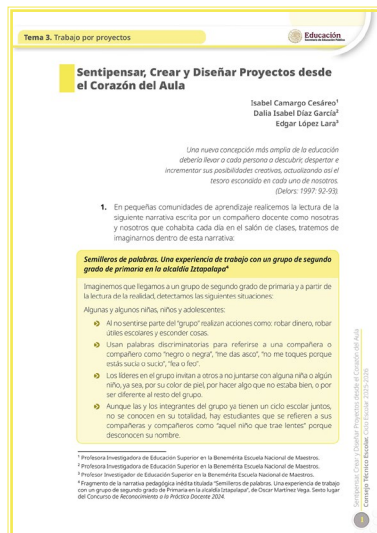 Tema 3. Trabajo por proyectos
Educación
Secretaría de Educación Pública
Sentipensar, Crear y Diseñar Proyectos desde
el Corazón del Aula
Isabel Camargo Cesáreo¹
Dalia Isabel Díaz García²
Edgar López Lara³
Una nueva concepción más amplia de la educación
debería llevar a cada persona a descubrir, despertar e
incrementar sus posibilidades creativas, actualizando así el
tesoro escondido en cada uno de nosotros.
(Delors: 1997: 92-93).
1. En pequeñas comunidades de aprendizaje realicemos la lectura de la
siguiente narrativa escrita por un compañero docente como nosotras
y nosotros que cohabita cada día en el salón de clases, tratemos de
imaginarnos dentro de esta narrativa:
Semilleros de palabras. Una experiencia de trabajo con un grupo de segundo
grado de primaria en la alcaldía Iztapalapa⁴
Imaginemos que llegamos a un grupo de segundo grado de primaria y a partir de
la lectura de la realidad, detectamos las siguientes situaciones:
Algunas y algunos niñas, niños y adolescentes:
Al no sentirse parte del “grupo” realizan acciones como: robar dinero, robar
útiles escolares y esconder cosas.
Usan palabras discriminatorias para referirse a una compañera o
compañero como “negro o negra”, “me das asco”, “no me toques porque
estás sucia o sucio”, “lea o feo”.
Los líderes en el grupo invitan a otros a no juntarse con alguna niña o algún
niño, ya sea, por su color de piel, por hacer algo que no estaba bien, o por
ser diferente al resto del grupo.
Aunque las y los integrantes del grupo ya tienen un ciclo escolar juntos,
no se conocen en su totalidad, hay estudiantes que se refieren a sus
compañeras y compañeros como “aquel niño que trae lentes” porque
desconocen su nombre.
¹ Profesora Investigadora de Educación Superior en la Benemérita Escuela Nacional de Maestros.
² Profesora Investigadora de Educación Superior en la Benemérita Escuela Nacional de Maestros.
³ Profesor Investigador de Educación Superior en la Benemérita Escuela Nacional de Maestros.
⁴ Fragmento de la narrativa pedagógica inédita titulada “Semilleros de palabras. Una experiencia de trabajo
con un grupo de segundo grado de Primaria en la alcaldía Iztapalapa”, de Oscar Martínez Vega. Sexto lugar
del Concurso de Reconocimiento a la Práctica Docente 2024.
Sentipensar Crear y Diseñar Proyectos desde el Corazón del Aula
Consejo Técnico Escolar. Ciclo Escolar 2025-2026
1